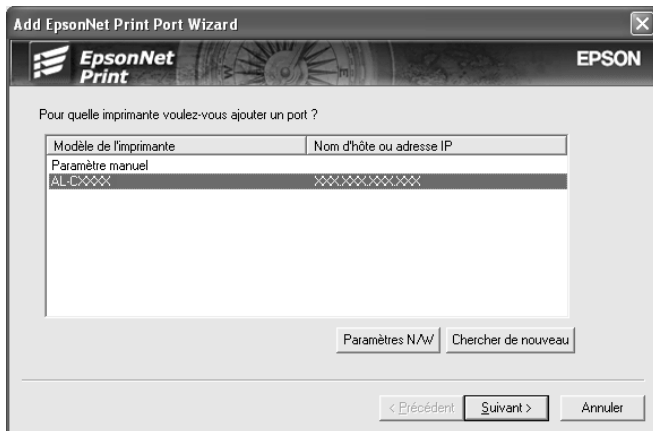 Add EpsonNet Print Port Wizard
EpsonNet
Print
EPSON
Pour quelle imprimante voulez-vous ajouter un port ?
Modèle de l'imprimante Nom d'hôte ou adresse IP
Paramètre manuel
AL-CXXXX XXX.XXX.XXX.XXX
Paramètres N/W Chercher de nouveau
< Précédent Suivant > Annuler